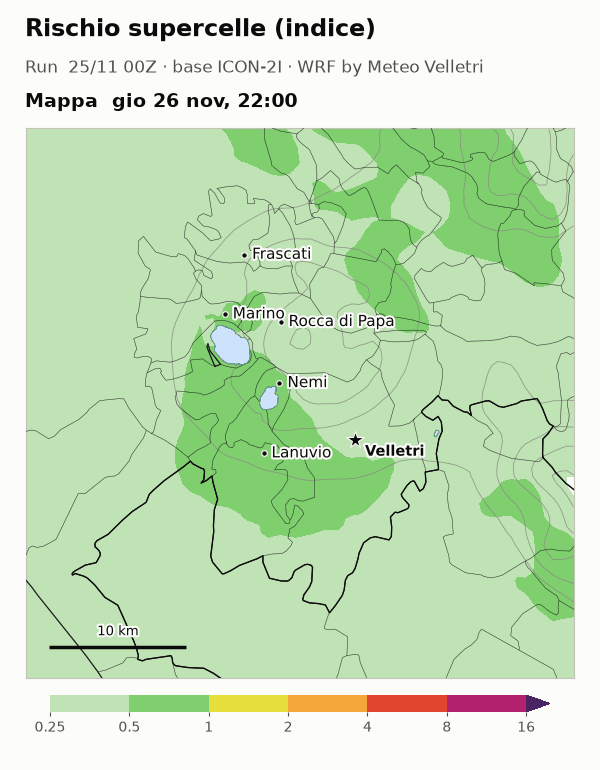 Rischio supercelle (indice)
Run  25/11 00Z · base ICON-2I · WRF by Meteo Velletri
Mappa  gio 26 nov, 22:00
Frascati
Marino
Rocca di Papa
Nemi
Velletri
Lanuvio
10 km
0.25 0.5 1 2 4 8 16